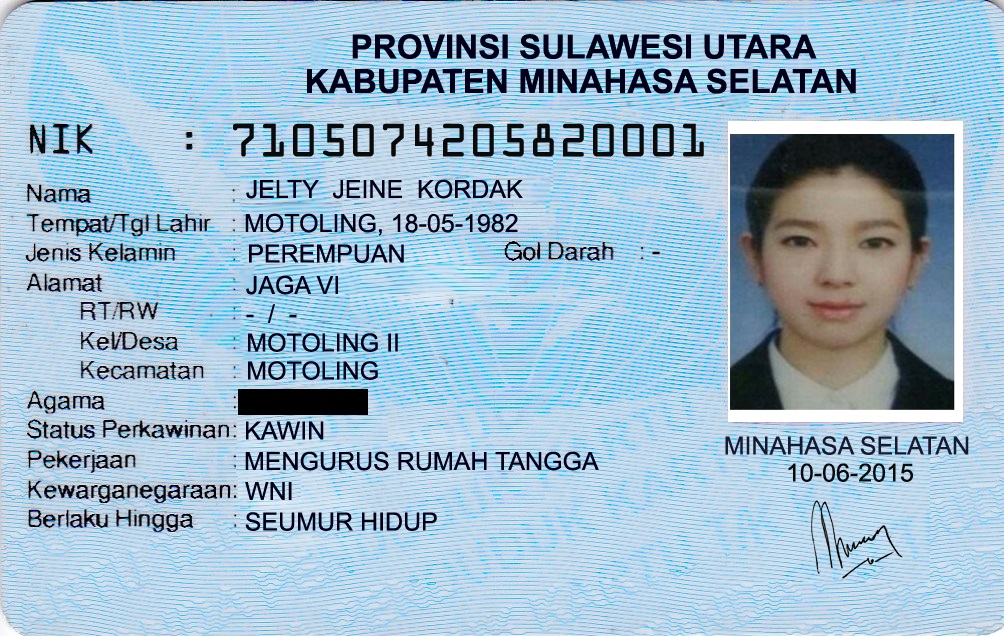 PROVINSI SULAWESI UTARA
KABUPATEN MINAHASA SELATAN
NIK : 7105074205820001
Nama : JELTY JEINE KORDAK
Tempat/Tgl Lahir : MOTOLING, 18-05-1982
Jenis Kelamin : PEREMPUAN Gol Darah : -
Alamat : JAGA VI
RT/RW : - / -
Kel/Desa : MOTOLING II
Kecamatan : MOTOLING
Agama :
Status Perkawinan: KAWIN
Pekerjaan : MENGURUS RUMAH TANGGA
Kewarganegaraan: WNI
Berlaku Hingga : SEUMUR HIDUP
MINAHASA SELATAN
10-06-2015